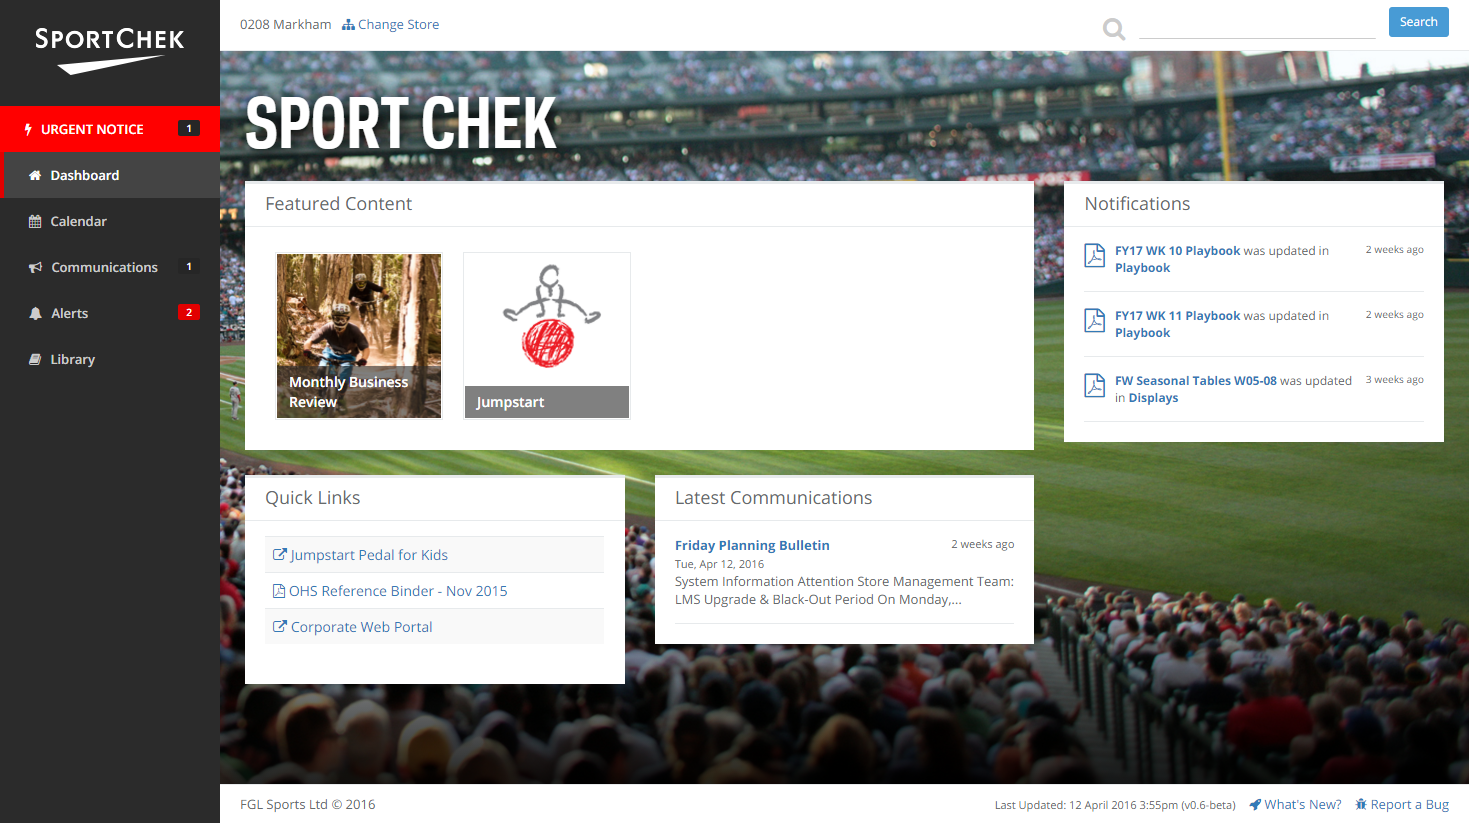 SPORTCHEK
0208 Markham Change Store
Search
URGENT NOTICE 1
Dashboard
Calendar
Communications 1
Alerts 2
Library
SPORT CHEK
Featured Content
Monthly Business
Review
Jumpstart
Notifications
FY17 WK 10 Playbook was updated in 2 weeks ago
Playbook
FY17 WK 11 Playbook was updated in 2 weeks ago
Playbook
FW Seasonal Tables W05-08 was updated 3 weeks ago
in Displays
Quick Links
Jumpstart Pedal for Kids
OHS Reference Binder - Nov 2015
Corporate Web Portal
Latest Communications
Friday Planning Bulletin 2 weeks ago
Tue, Apr 12, 2016
System Information Attention Store Management Team:
LMS Upgrade & Black-Out Period On Monday,...
FGL Sports Ltd © 2016
Last Updated: 12 April 2016 3:55pm (v0.6-beta) What's New? Report a Bug